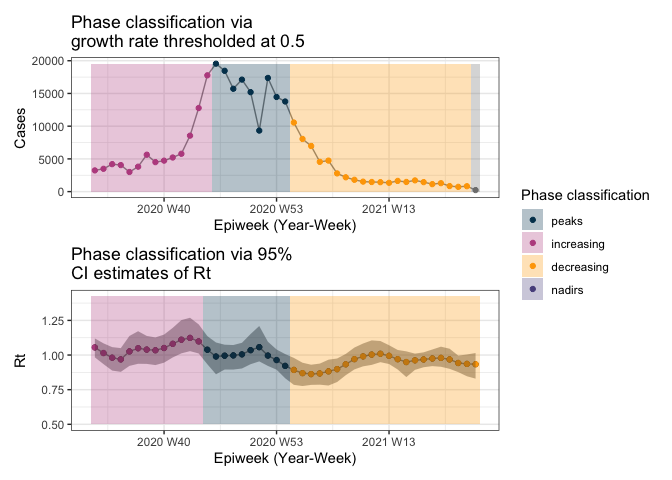 Phase classification via
growth rate thresholded at 0.5
20000
15000
10000
5000
0
Cases
2020 W40
2020 W53
2021 W13
Epiweek (Year-Week)
Phase classification via 95%
CI estimates of Rt
1.25
1.00
0.75
0.50
Rt
2020 W40
2020 W53
2021 W13
Epiweek (Year-Week)
Phase classification
peaks
increasing
decreasing
nadirs